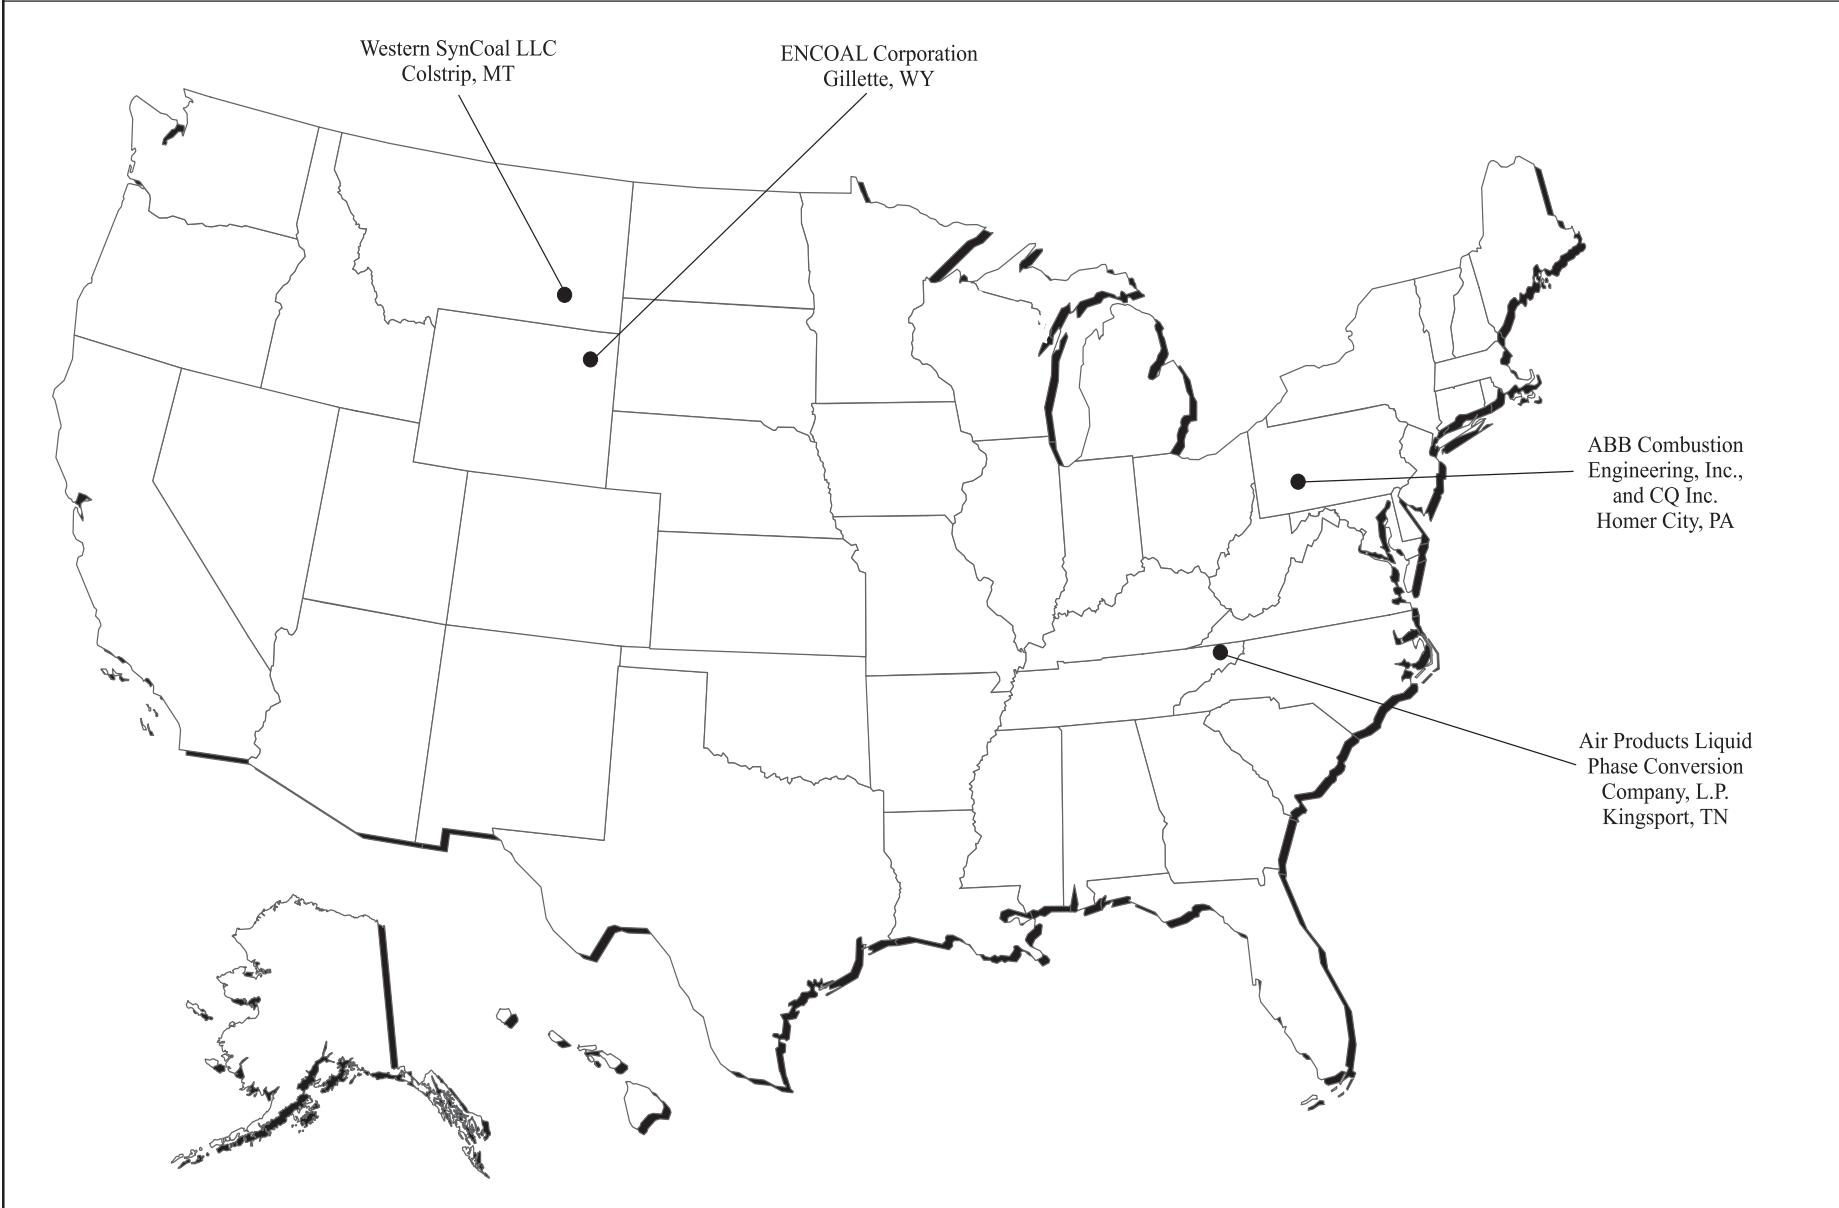 Western SynCoal LLC
Colstrip, MT
ENCOAL Corporation
Gillette, WY
ABB Combustion
Engineering, Inc.,
and CQ Inc.
Homer City, PA
Air Products Liquid
Phase Conversion
Company, L.P.
Kingsport, TN